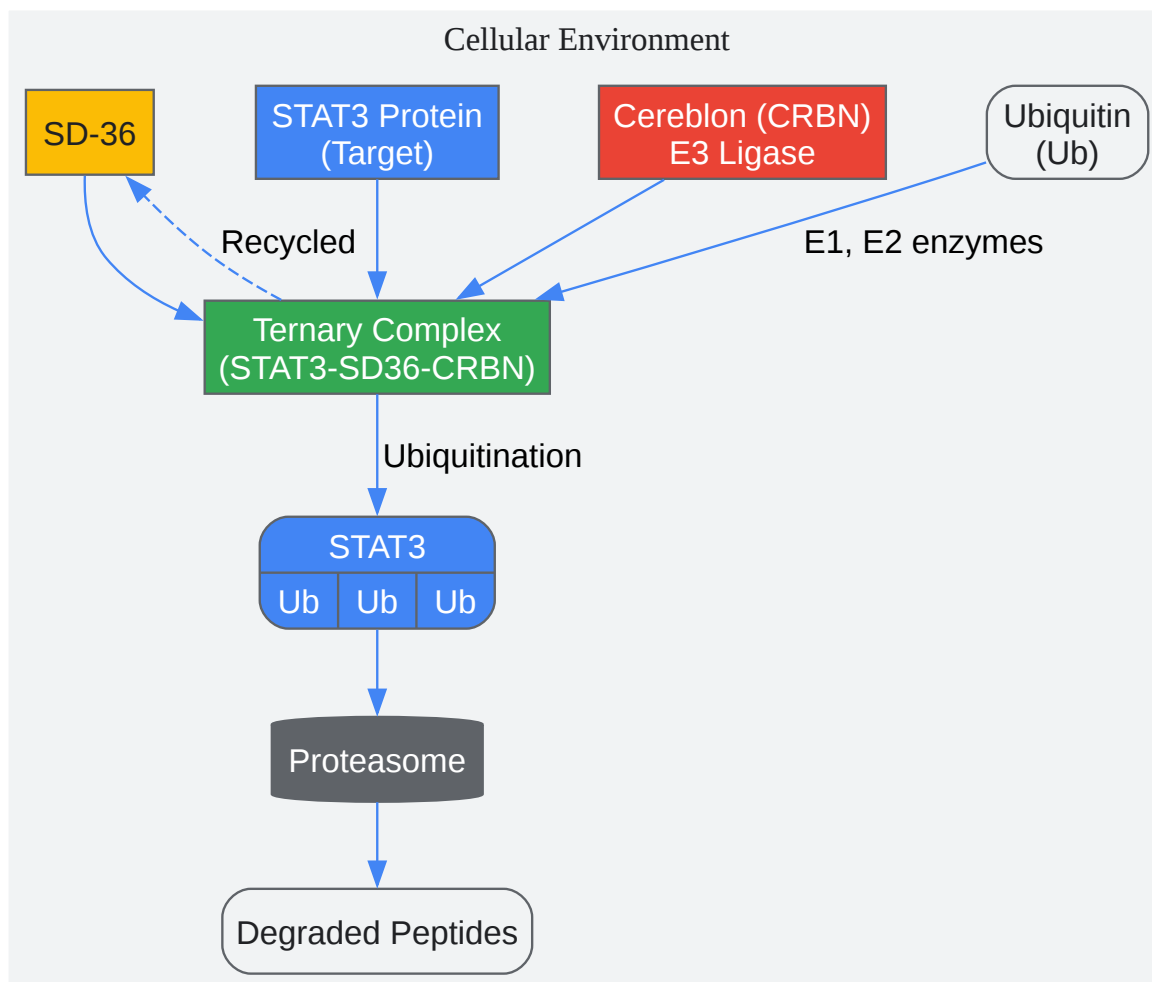 Cellular Environment
SD-36
STAT3 Protein
(Target)
Cereblon (CRBN)
E3 Ligase
Ubiquitin
(Ub)
Recycled
E1, E2 enzymes
Ternary Complex
(STAT3-SD36-CRBN)
Ubiquitination
STAT3
Ub Ub Ub
Proteasome
Degraded Peptides